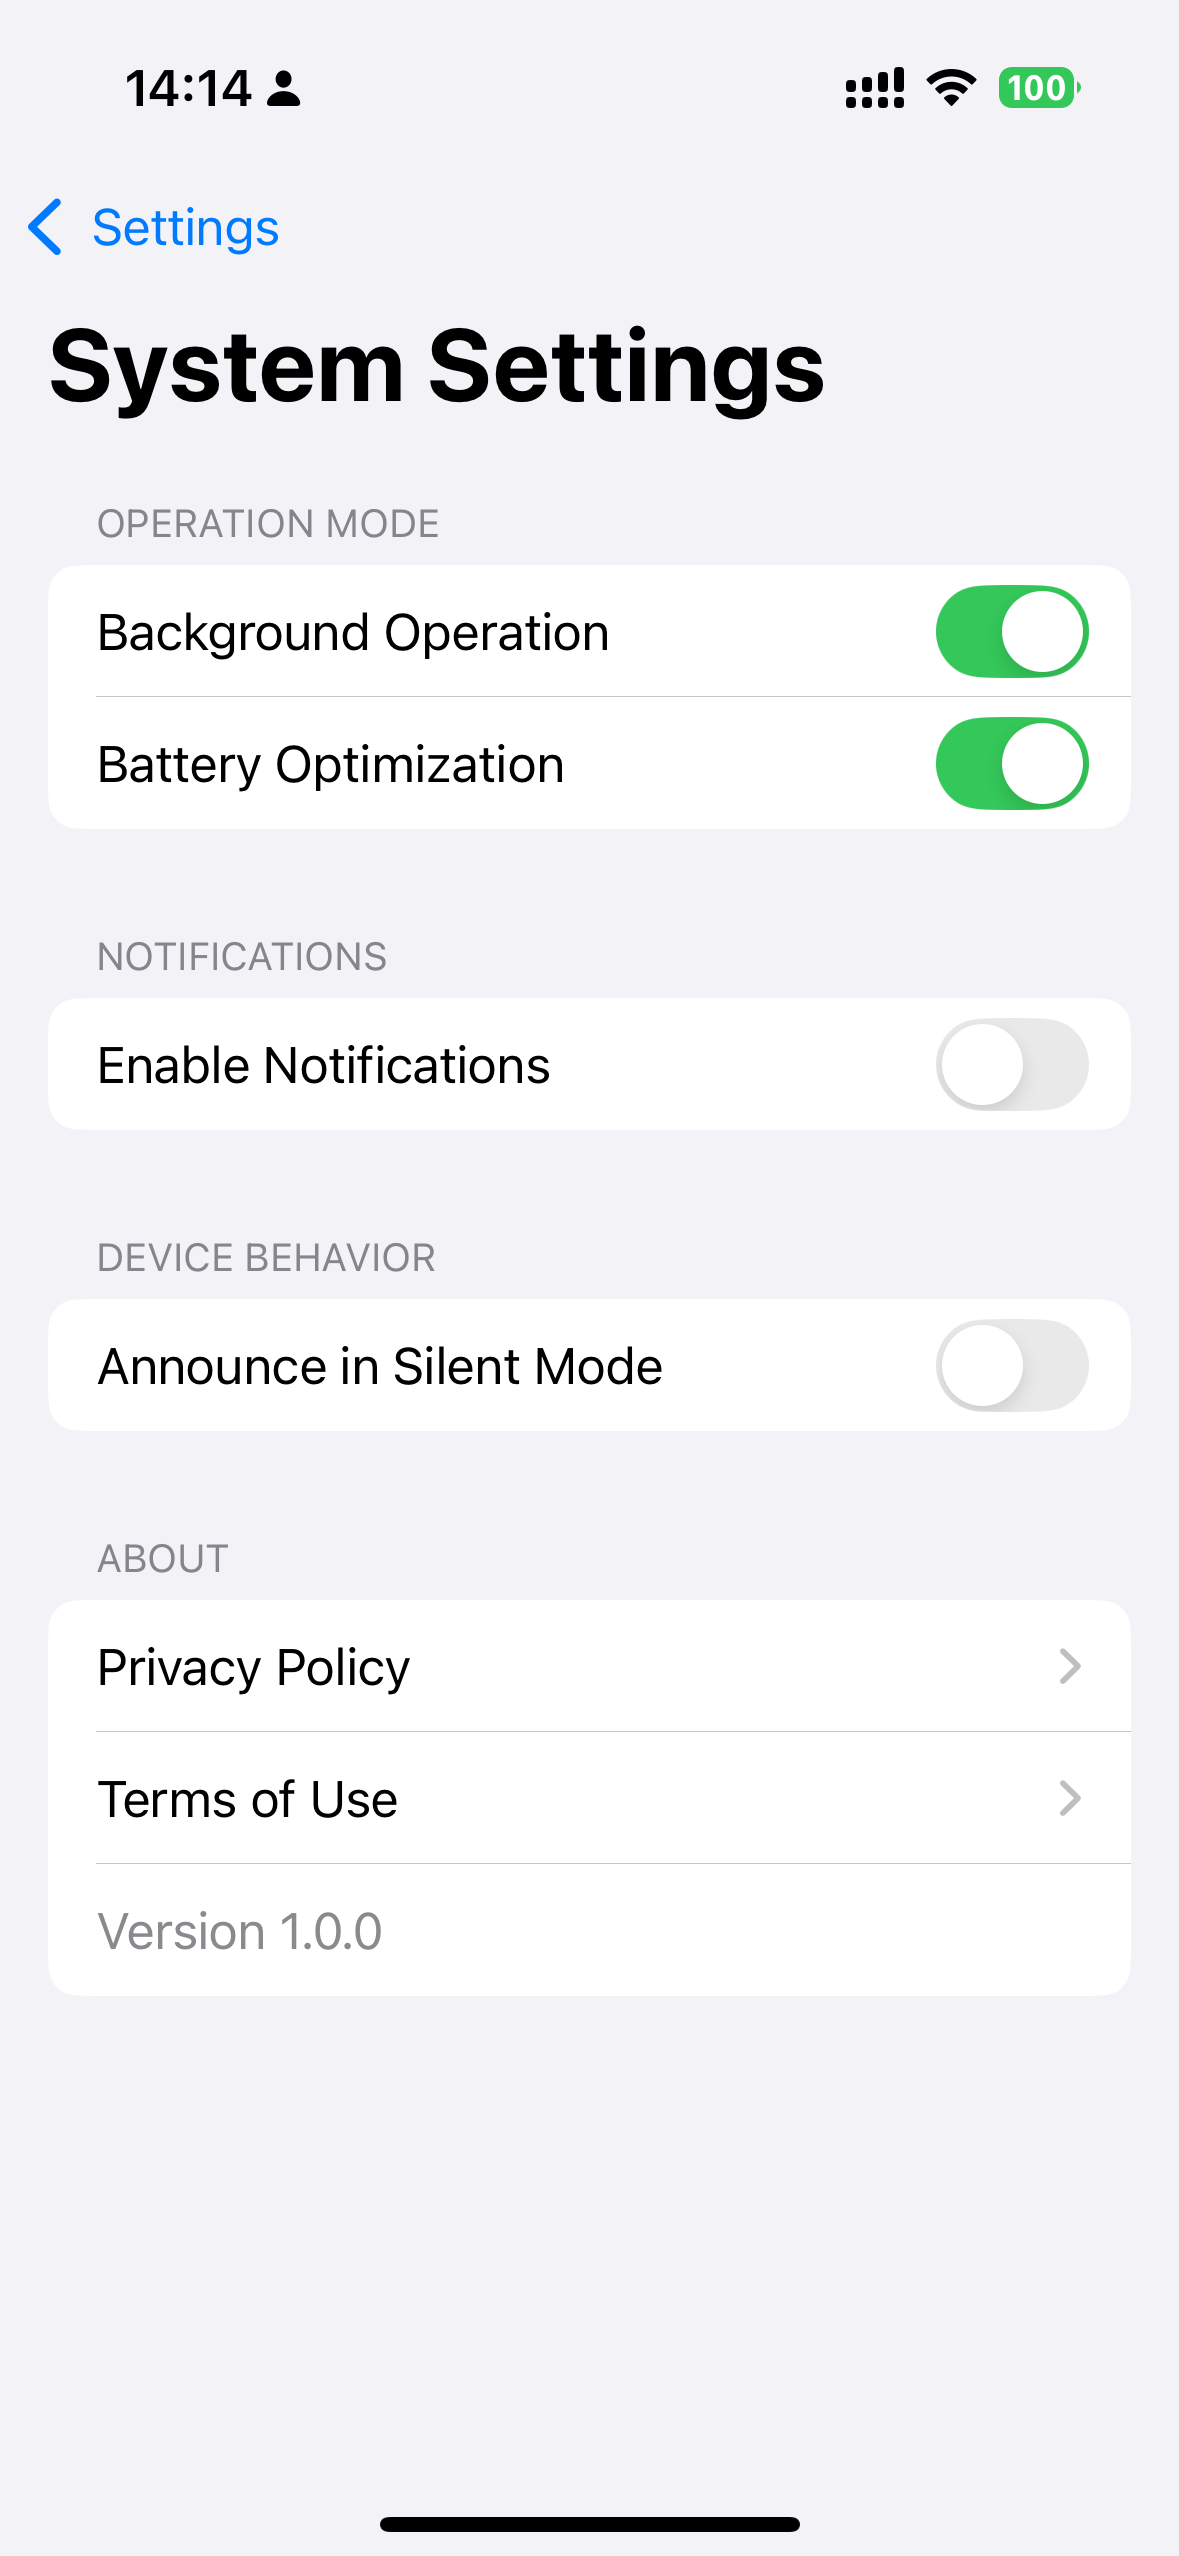 14:14
100
Settings
System Settings
OPERATION MODE
Background Operation
Battery Optimization
NOTIFICATIONS
Enable Notifications
DEVICE BEHAVIOR
Announce in Silent Mode
ABOUT
Privacy Policy
Terms of Use
Version 1.0.0